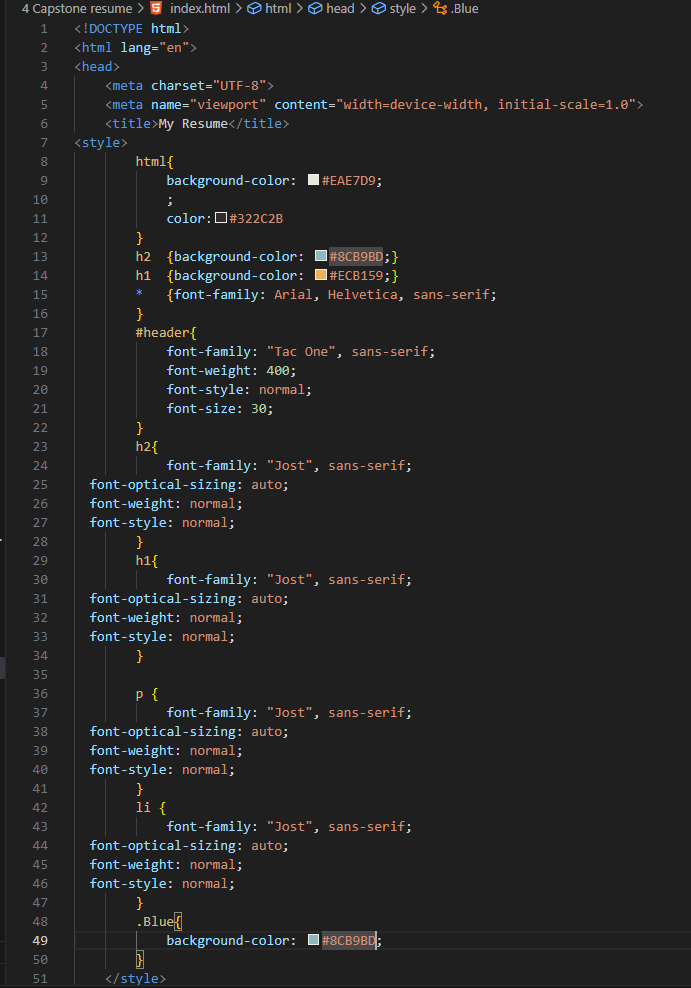 4 Capstone resume > index.html > html > head > style > .Blue
1 <!DOCTYPE html>
2 <html lang="en">
3 <head>
4     <meta charset="UTF-8">
5     <meta name="viewport" content="width=device-width, initial-scale=1.0">
6     <title>My Resume</title>
7 <style>
8         html{
9             background-color: #EAE7D9;
10             ;
11             color:#322C2B
12         }
13         h2  {background-color: #8CB9BD;}
14         h1  {background-color: #ECB159;}
15         *   {font-family: Arial, Helvetica, sans-serif;
16         }
17         #header{
18             font-family: "Tac One", sans-serif;
19             font-weight: 400;
20             font-style: normal;
21             font-size: 30;
22         }
23         h2{
24             font-family: "Jost", sans-serif;
25   font-optical-sizing: auto;
26   font-weight: normal;
27   font-style: normal;
28         }
29         h1{
30             font-family: "Jost", sans-serif;
31   font-optical-sizing: auto;
32   font-weight: normal;
33   font-style: normal;
34         }
35
36         p {
37             font-family: "Jost", sans-serif;
38   font-optical-sizing: auto;
39   font-weight: normal;
40   font-style: normal;
41         }
42         li {
43             font-family: "Jost", sans-serif;
44   font-optical-sizing: auto;
45   font-weight: normal;
46   font-style: normal;
47         }
48         .Blue{
49             background-color: #8CB9BD;
50         }
51     </style>